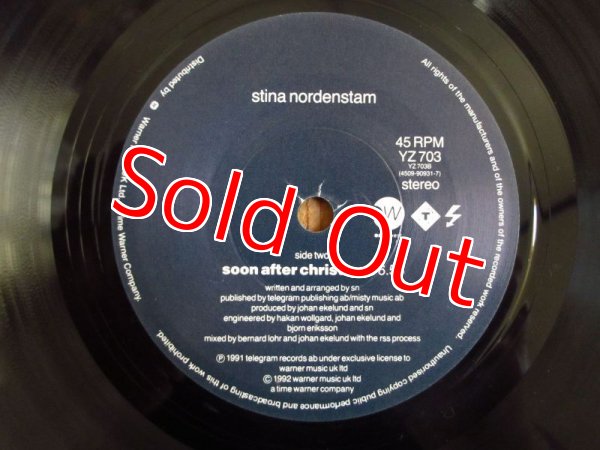 stina nordenstam
45 RPM
YZ 703
YZ 703B
(4509-90931-7)
stereo
T
side two
soon after
written and arranged by sn
published by telegram publishing ab/misty music ab
produced by johan ekelund and sn
engineered by hakan wollgard, johan ekelund and
bjorn eriksson
mixed by bernard lohr and johan ekelund with the rss process
Ⓟ 1991 telegram records ab under exclusive license to
warner music uk ltd
© 1992 warner music uk ltd
a time warner company
All rights of the manufacturers and of the owners of the recorded work reserved.
Unauthorised copying public performance and broadcasting of this work prohibited.
Distributed by
Warner Company.
Sold Out